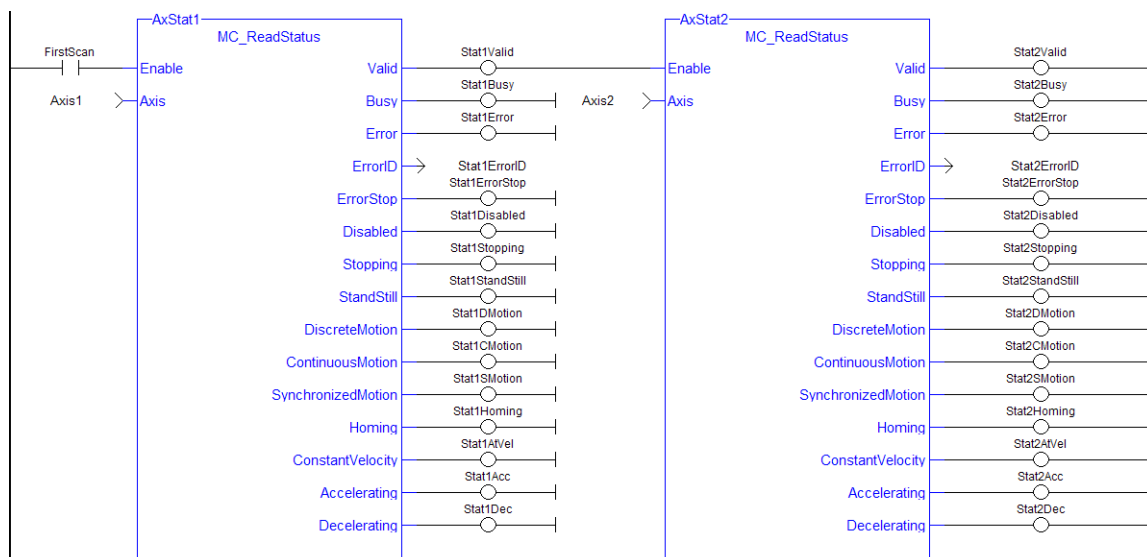 AxStat1
MC_ReadStatus
FirstScan
Enable
Valid
Stat1Valid
Axis1
Axis
Busy
Stat1Busy
Error
Stat1Error
ErrorID
Stat1ErrorID
ErrorStop
Stat1ErrorStop
Disabled
Stat1Disabled
Stopping
Stat1Stopping
StandStill
Stat1StandStill
DiscreteMotion
Stat1DMotion
ContinuousMotion
Stat1CMotion
SynchronizedMotion
Stat1SMotion
Homing
Stat1Homing
ConstantVelocity
Stat1AtVel
Accelerating
Stat1Acc
Decelerating
Stat1Dec
AxStat2
MC_ReadStatus
Enable
Valid
Stat2Valid
Axis2
Axis
Busy
Stat2Busy
Error
Stat2Error
ErrorID
Stat2ErrorID
ErrorStop
Stat2ErrorStop
Disabled
Stat2Disabled
Stopping
Stat2Stopping
StandStill
Stat2StandStill
DiscreteMotion
Stat2DMotion
ContinuousMotion
Stat2CMotion
SynchronizedMotion
Stat2SMotion
Homing
Stat2Homing
ConstantVelocity
Stat2AtVel
Accelerating
Stat2Acc
Decelerating
Stat2Dec